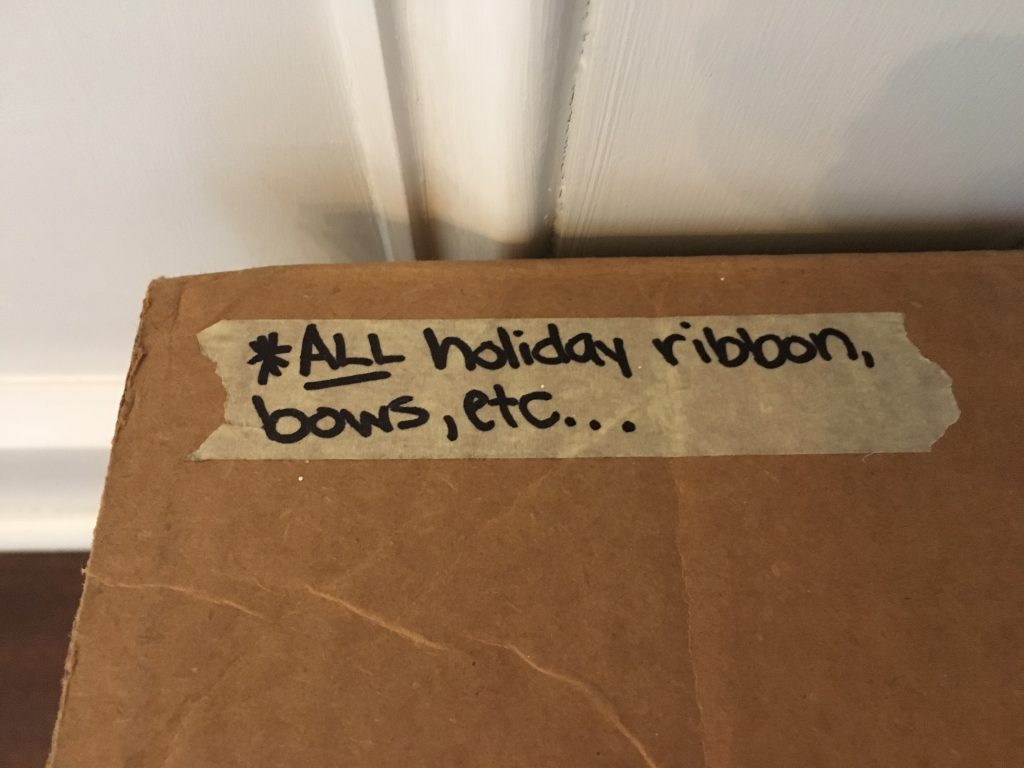 *ALL holiday ribbon,
bows, etc...